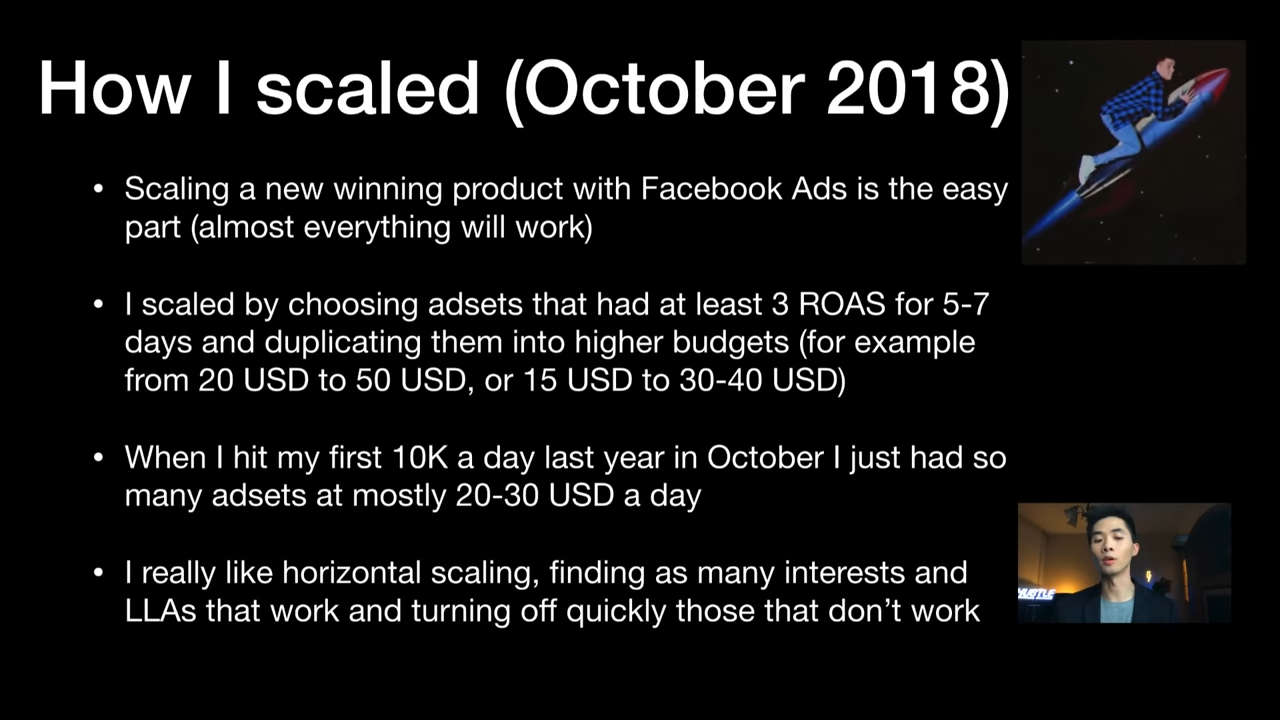 How I scaled (October 2018)
• Scaling a new winning product with Facebook Ads is the easy
part (almost everything will work)
• I scaled by choosing adsets that had at least 3 ROAS for 5-7
days and duplicating them into higher budgets (for example
from 20 USD to 50 USD, or 15 USD to 30-40 USD)
• When I hit my first 10K a day last year in October I just had so
many adsets at mostly 20-30 USD a day
• I really like horizontal scaling, finding as many interests and
LLAs that work and turning off quickly those that don’t work